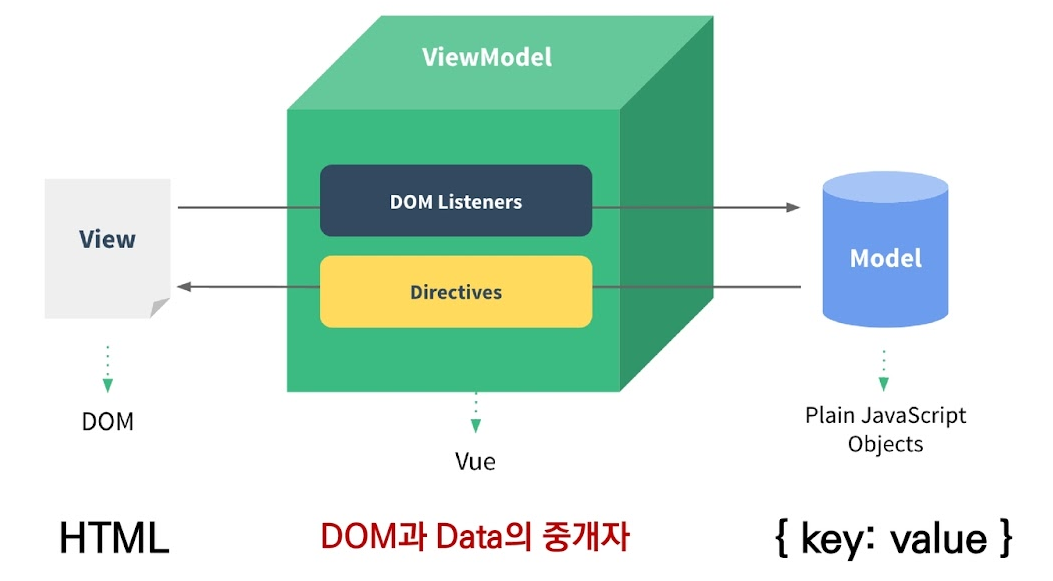 ViewModel
DOM Listeners
View
Model
Directives
DOM
Plain JavaScript
Objects
Vue
HTML
DOM과 Data의 중개자
{ key: value }